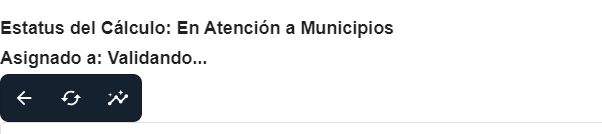 Estatus del Cálculo: En Atención a Municipios
Asignado a: Validando...